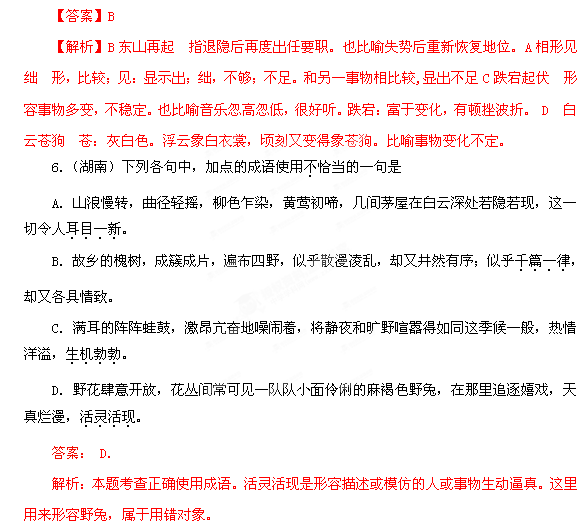 【答案】B
【解析】B 东山再起　指退隐后再度出任要职。也比喻失势后重新恢复地位。A 相形见
绌　形，比较；见：显示出；绌，不够；不足。和另一事物相比较,显出不足 C 跌宕起伏　形
容事物多变，不稳定。也比喻音乐忽高忽低，很好听。跌宕：富于变化，有顿挫波折。 D　白
云苍狗　苍：灰白色。浮云象白衣裳，顷刻又变得象苍狗。比喻事物变化不定。
6．（湖南）下列各句中，加点的成语使用不恰当的一句是
A．山浪慢转，曲径轻摇，柳色乍染，黄莺初啼，几间茅屋在白云深处若隐若现，这一
切令人耳目一新。
B．故乡的槐树，成簇成片，遍布四野，似乎散漫凌乱，却又井然有序；似乎千篇一律，
却又各具情致。
C．满耳的阵阵蛙鼓，激昂亢奋地噪闹着，将静夜和旷野喧嚣得如同这季候一般，热情
洋溢，生机勃勃。
D．野花肆意开放，花丛间常可见一队队小面伶俐的麻褐色野兔，在那里追逐嬉戏，天
真烂漫，活灵活现。
答案： D.
解析：本题考查正确使用成语。活灵活现是形容描述或模仿的人或事物生动逼真。这里
用来形容野兔，属于用错对象。